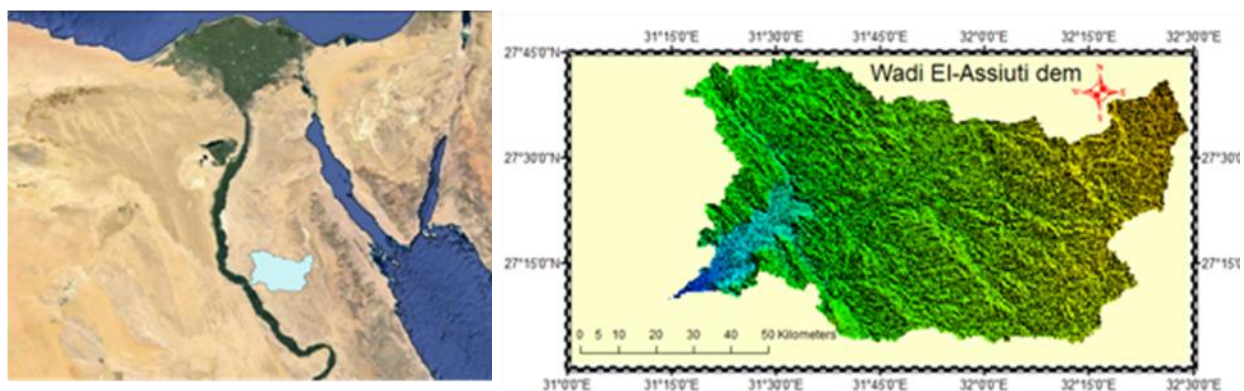 31°15'0"E 31°30'0"E 31°45'0"E 32°0'0"E 32°15'0"E 32°30'0"E
27°45'0"N
Wadi El-Assiuti dem
N
E
S
27°30'0"N 27°30'0"
27°15'0"N 27°15'0"
0 5 10 20 30 40 50 Kilometers
31°0'0"E 31°15'0"E 31°30'0"E 31°45'0"E 32°0'0"E 32°15'0"E 32°30'0"E